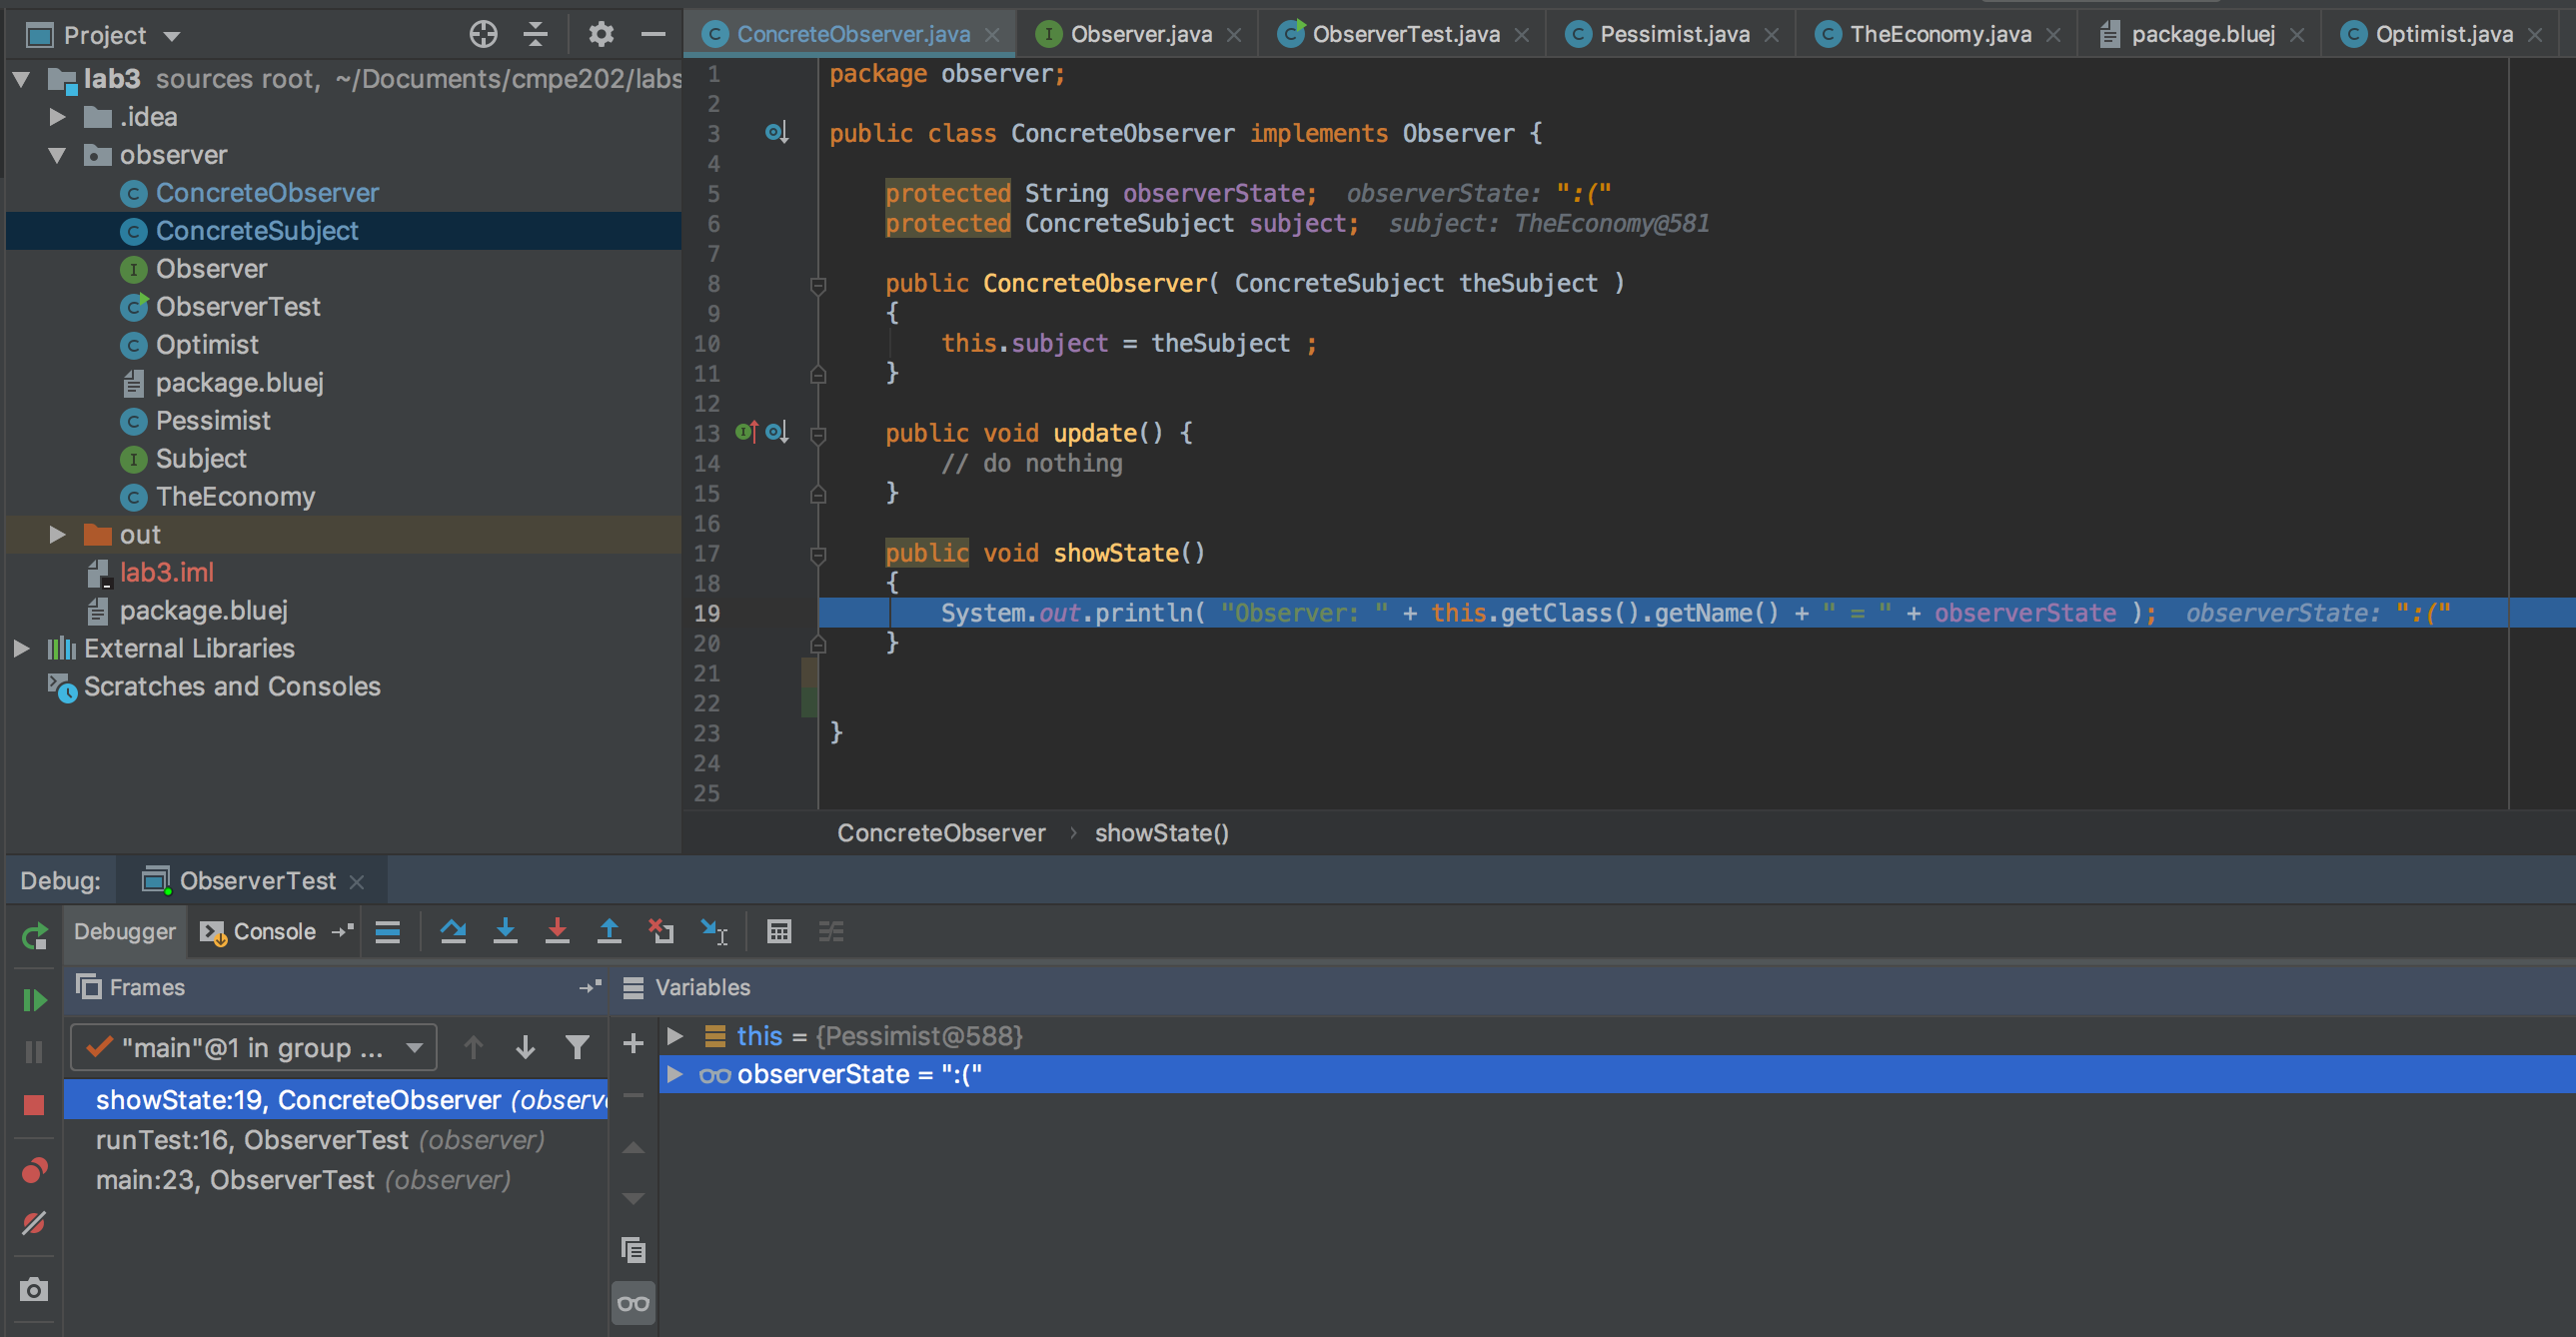 Project
lab3 sources root, ~/Documents/cmpe202/labs
.idea
observer
ConcreteObserver
ConcreteSubject
Observer
ObserverTest
Optimist
package.bluej
Pessimist
Subject
TheEconomy
out
lab3.iml
package.bluej
External Libraries
Scratches and Consoles
ConcreteObserver.java Observer.java ObserverTest.java Pessimist.java TheEconomy.java package.bluej Optimist.java
1 package observer;
2
3 public class ConcreteObserver implements Observer {
4
5 protected String observerState; observerState: ":("
6 protected ConcreteSubject subject; subject: TheEconomy@581
7
8 public ConcreteObserver( ConcreteSubject theSubject )
9 {
10 this.subject = theSubject ;
11 }
12
13 public void update() {
14 // do nothing
15 }
16
17 public void showState()
18 {
19 System.out.println( "Observer: " + this.getClass().getName() + " = " + observerState ); observerState: ":("
20 }
21
22
23 }
24
25
ConcreteObserver › showState()
Debug: ObserverTest
Debugger Console
Frames
"main"@1 in group ...
showState:19, ConcreteObserver (observe
runTest:16, ObserverTest (observer)
main:23, ObserverTest (observer)
Variables
this = {Pessimist@588}
observerState = ":("